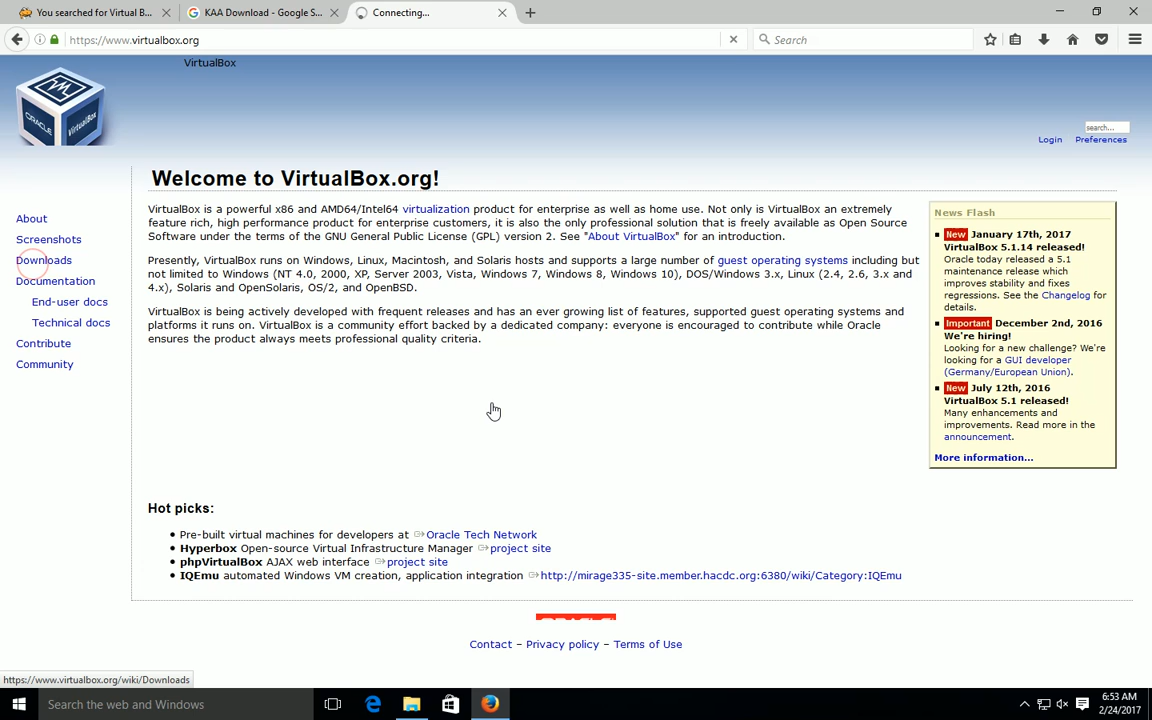 You searched for Virtual B...
KAA Download - Google S...
Connecting...
https://www.virtualbox.org
Search
VirtualBox
ORACLE
VirtualBox
search...
Login
Preferences
Welcome to VirtualBox.org!
About
Screenshots
Downloads
Documentation
End-user docs
Technical docs
Contribute
Community
VirtualBox is a powerful x86 and AMD64/Intel64 virtualization product for enterprise as well as home use. Not only is VirtualBox an extremely
feature rich, high performance product for enterprise customers, it is also the only professional solution that is freely available as Open Source
Software under the terms of the GNU General Public License (GPL) version 2. See "About VirtualBox" for an introduction.
Presently, VirtualBox runs on Windows, Linux, Macintosh, and Solaris hosts and supports a large number of guest operating systems including but
not limited to Windows (NT 4.0, 2000, XP, Server 2003, Vista, Windows 7, Windows 8, Windows 10), DOS/Windows 3.x, Linux (2.4, 2.6, 3.x and
4.x), Solaris and OpenSolaris, OS/2, and OpenBSD.
VirtualBox is being actively developed with frequent releases and has an ever growing list of features, supported guest operating systems and
platforms it runs on. VirtualBox is a community effort backed by a dedicated company: everyone is encouraged to contribute while Oracle
ensures the product always meets professional quality criteria.
News Flash
New January 17th, 2017
VirtualBox 5.1.14 released!
Oracle today released a 5.1
maintenance release which
improves stability and fixes
regressions. See the Changelog for
details.
Important December 2nd, 2016
We're hiring!
Looking for a new challenge? We're
looking for a GUI developer
(Germany/European Union).
New July 12th, 2016
VirtualBox 5.1 released!
Many enhancements and
improvements. Read more in the
announcement.
More information...
Hot picks:
Pre-built virtual machines for developers at Oracle Tech Network
Hyperbox Open-source Virtual Infrastructure Manager project site
phpVirtualBox AJAX web interface project site
IQEmu automated Windows VM creation, application integration http://mirage335-site.member.hacdc.org:6380/wiki/Category:IQEmu
Contact – Privacy policy – Terms of Use
https://www.virtualbox.org/wiki/Downloads
Search the web and Windows
6:53 AM
2/24/2017